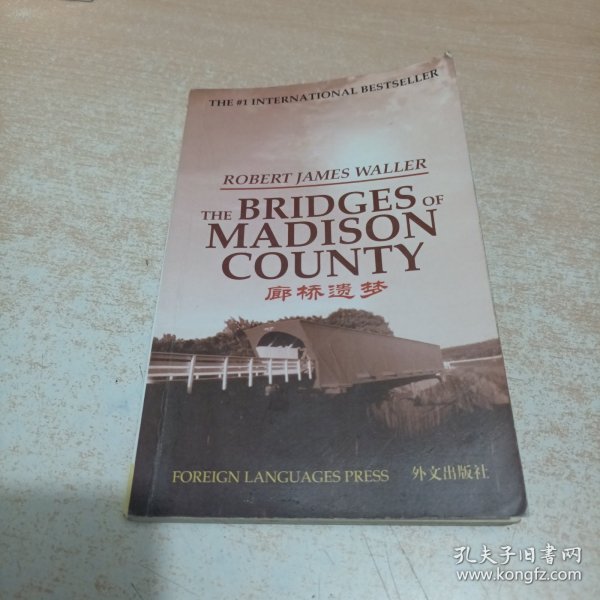 THE #1 INTERNATIONAL BESTSELLER
ROBERT JAMES WALLER
THE BRIDGES OF
MADISON
COUNTY
廊桥遗梦
FOREIGN LANGUAGES PRESS 外文出版社
孔夫子旧书网
www.kongfz.com